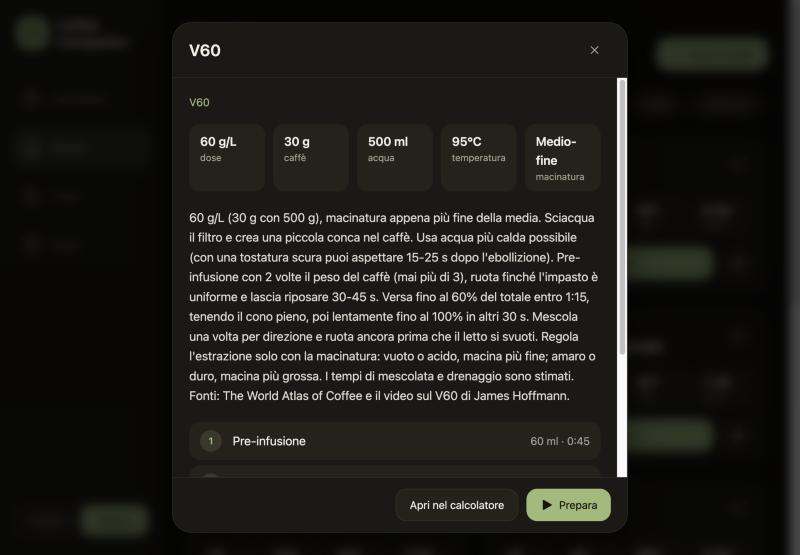 V60
V60
60 g/L
dose
30 g
caffè
500 ml
acqua
95°C
temperatura
Medio-
fine
macinatura
60 g/L (30 g con 500 g), macinatura appena più fine della media. Sciacqua
il filtro e crea una piccola conca nel caffè. Usa acqua più calda possibile
(con una tostatura scura puoi aspettare 15-25 s dopo l'ebollizione). Pre-
infusione con 2 volte il peso del caffè (mai più di 3), ruota finché l'impasto è
uniforme e lascia riposare 30-45 s. Versa fino al 60% del totale entro 1:15,
tenendo il cono pieno, poi lentamente fino al 100% in altri 30 s. Mescola
una volta per direzione e ruota ancora prima che il letto si svuoti. Regola
l'estrazione solo con la macinatura: vuoto o acido, macina più fine; amaro o
duro, macina più grossa. I tempi di mescolata e drenaggio sono stimati.
Fonti: The World Atlas of Coffee e il video sul V60 di James Hoffmann.
1 Pre-infusione 60 ml · 0:45
Apri nel calcolatore
Prepara